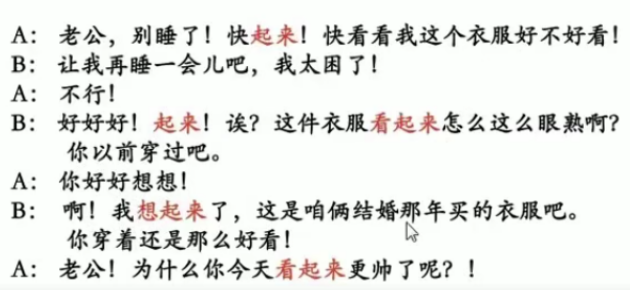 A： 老公，别睡了！快起来！快看看我这个衣服好不好看！
B： 让我再睡一会儿吧，我太困了！
A： 不行！
B： 好好好！起来！诶？这件衣服看起来怎么这么眼熟啊？
你以前穿过吧。
A： 你好好想想！
B： 啊！我想起来了，这是咱俩结婚那年买的衣服吧。
你穿着还是那么好看！
A： 老公！为什么你今天看起来更帅了呢？！